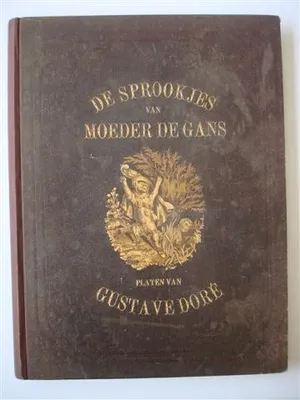 DE SPROOKJES
VAN
MOEDER DE GANS
PLATEN VAN
GUSTAVE DORÉ